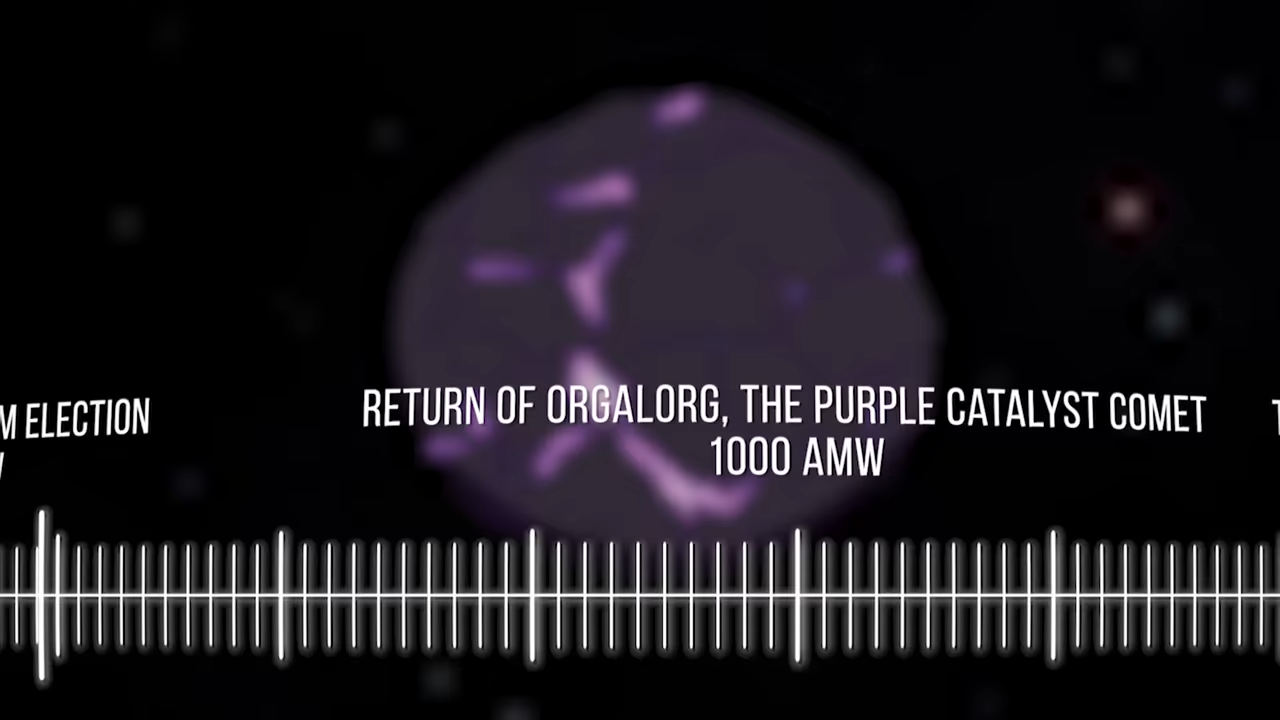 ELECTION
RETURN OF ORGALORG, THE PURPLE CATALYST COMET
1000 AMW